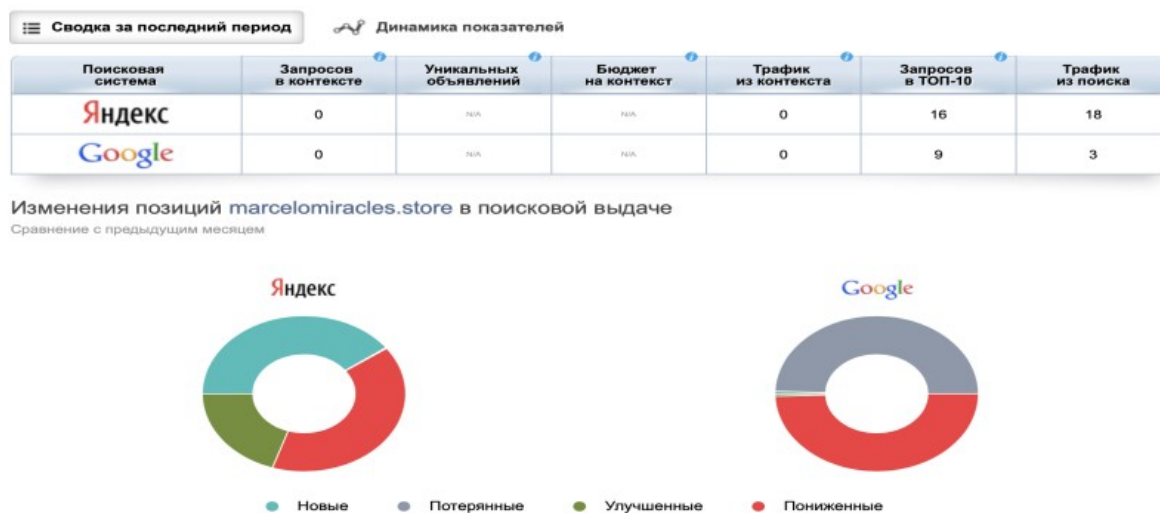 Сводка за последний период
Динамика показателей
Поисковая система
Запросов в контексте
Уникальных объявлений
Бюджет на контекст
Трафик из контекста
Запросов в ТОП-10
Трафик из поиска
Яндекс 0 N/A N/A 0 16 18
Google 0 N/A N/A 0 9 3
Изменения позиций marcelomiracles.store в поисковой выдаче
Сравнение с предыдущим месяцем
Яндекс
Google
Новые
Потерянные
Улучшенные
Пониженные